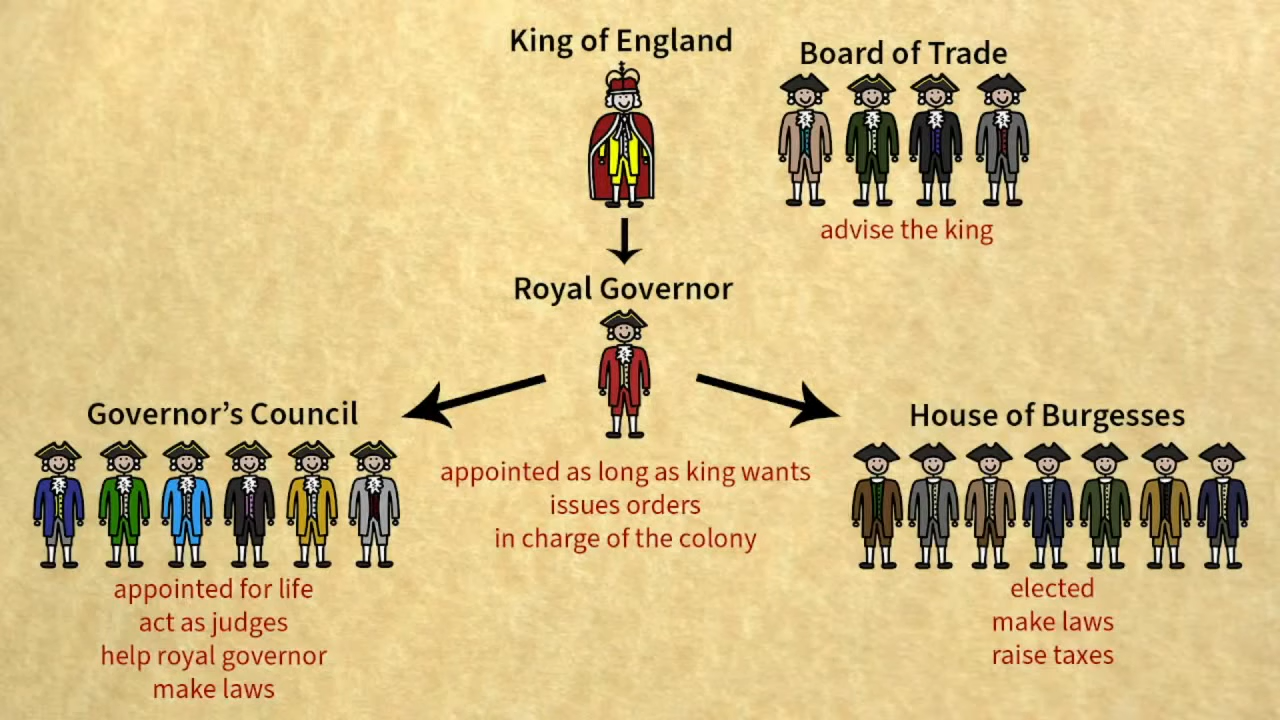 King of England
Board of Trade
advise the king
Royal Governor
appointed as long as king wants
issues orders
in charge of the colony
Governor's Council
appointed for life
act as judges
help royal governor
make laws
House of Burgesses
elected
make laws
raise taxes